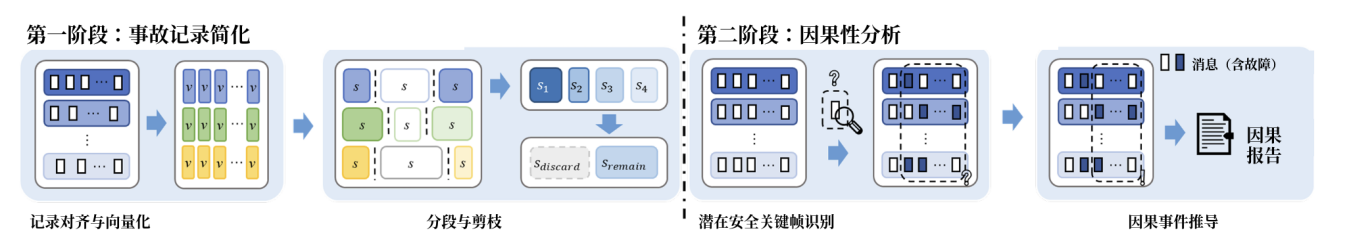 第一阶段：事故记录简化
第二阶段：因果性分析
... v v v ... v
v v v ... v
v v v ... v
s s s
s s s
s s s
s1 s2 s3 s4
sdiscard sremain
?
?
消息（含故障）
!
因果
报告
记录对齐与向量化
分段与剪枝
潜在安全关键帧识别
因果事件推导